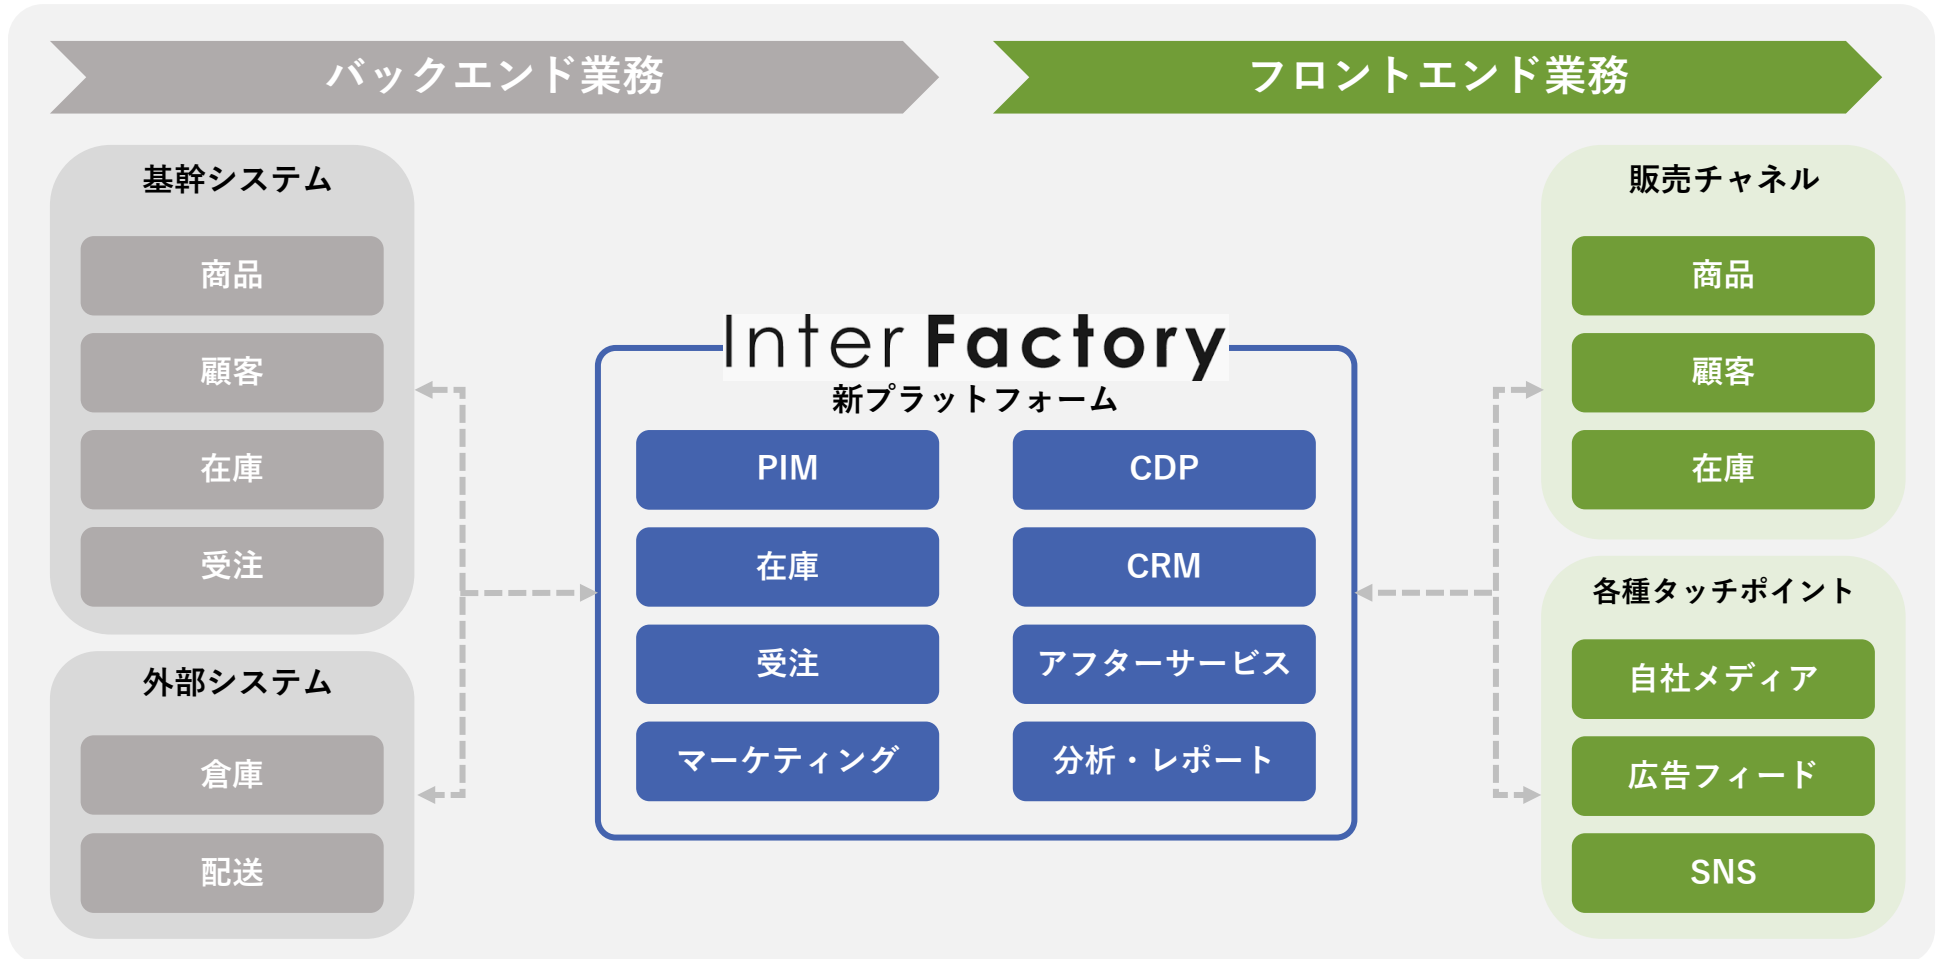 バックエンド業務
フロントエンド業務
基幹システム
商品
顧客
在庫
受注
外部システム
倉庫
配送
Inter Factory
新プラットフォーム
PIM
CDP
在庫
CRM
受注
アフターサービス
マーケティング
分析・レポート
販売チャネル
商品
顧客
在庫
各種タッチポイント
自社メディア
広告フィード
SNS